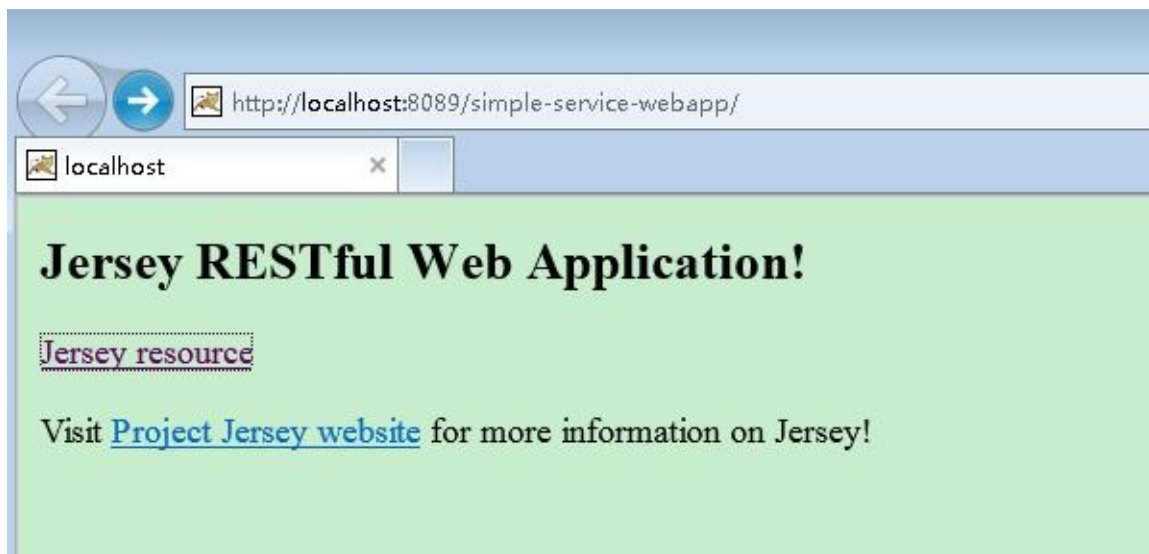 http://localhost:8089/simple-service-webapp/
localhost
Jersey RESTful Web Application!
Jersey resource
Visit Project Jersey website for more information on Jersey!